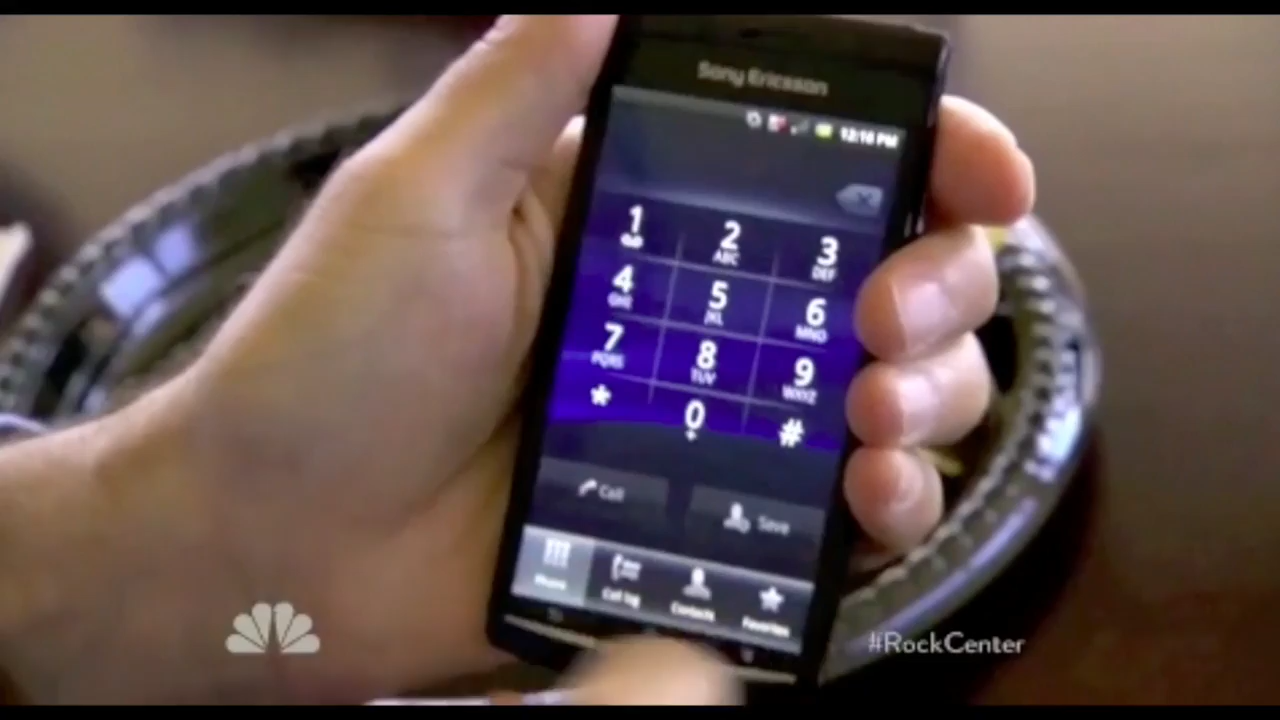 Sony Ericsson
12:16 PM
1 2 3
ABC DEF
4 5 6
GHI JKL MNO
7 8 9
PQRS TUV WXYZ
* 0 #
+
Call Save
Phone Call log Contacts Favorites
#RockCenter